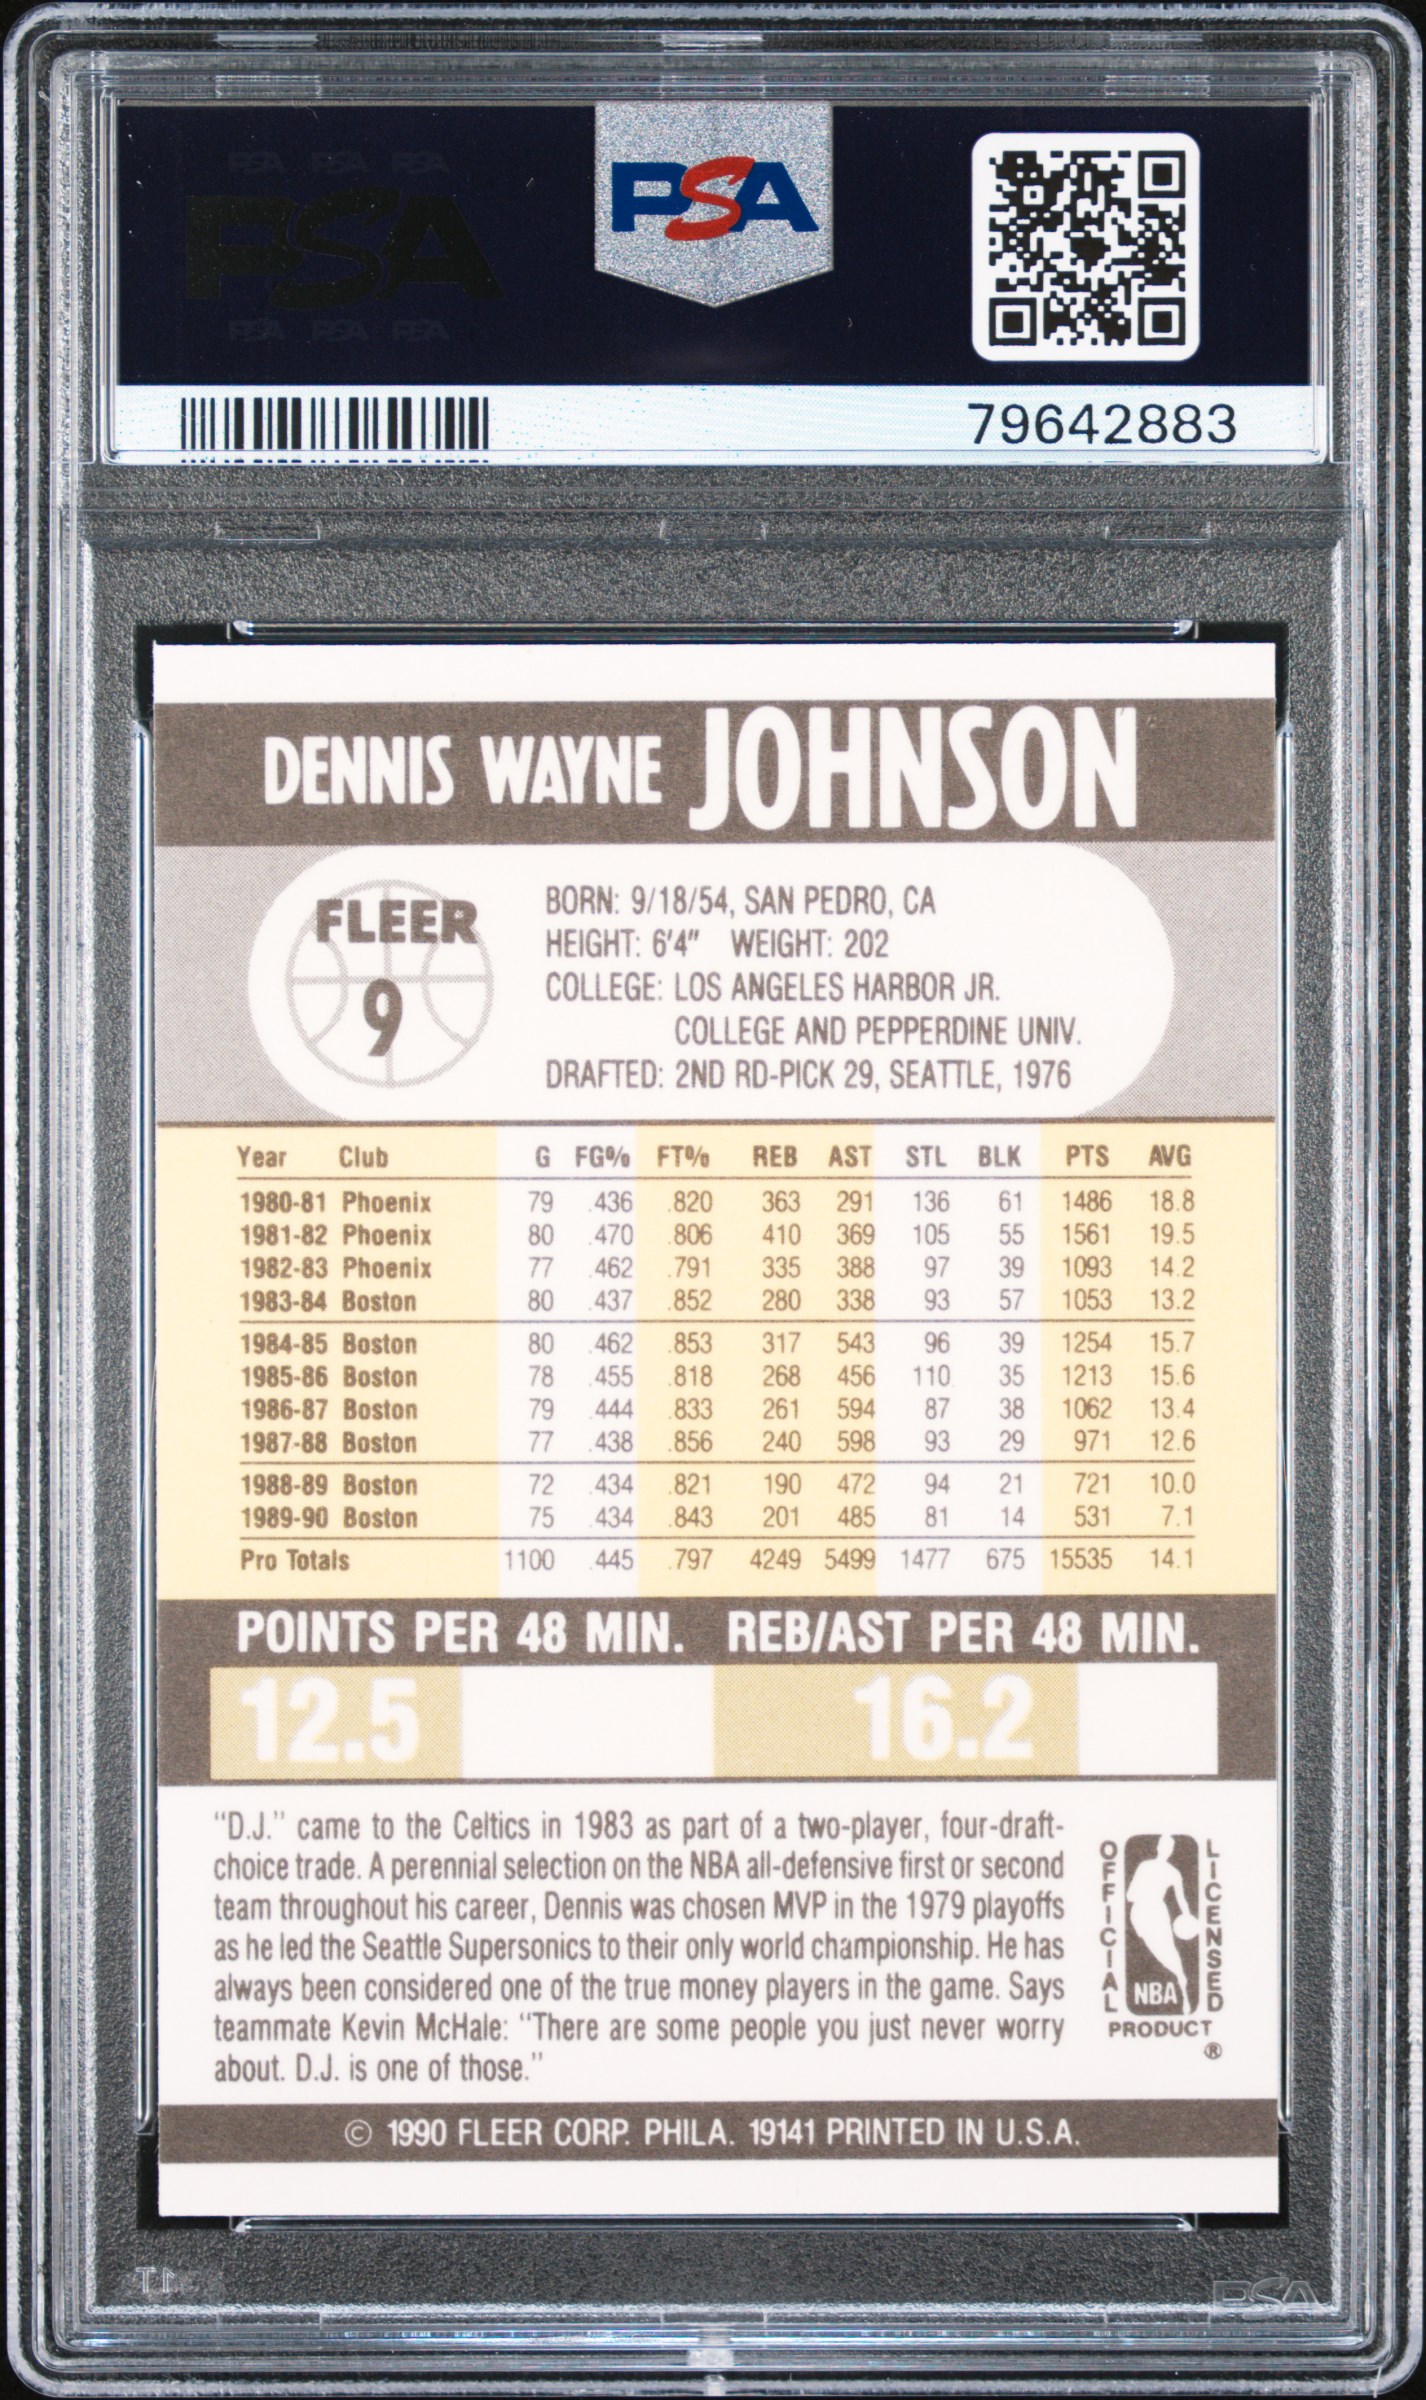 PSA PSA PSA
PSA
PSA PSA PSA
PSA
79642883
DENNIS WAYNE JOHNSON
FLEER
9
BORN: 9/18/54, SAN PEDRO, CA
HEIGHT: 6'4" WEIGHT: 202
COLLEGE: LOS ANGELES HARBOR JR.
COLLEGE AND PEPPERDINE UNIV.
DRAFTED: 2ND RD-PICK 29, SEATTLE, 1976
Year Club G FG% FT% REB AST STL BLK PTS AVG
1980-81 Phoenix 79 .436 .820 363 291 136 61 1486 18.8
1981-82 Phoenix 80 .470 .806 410 369 105 55 1561 19.5
1982-83 Phoenix 77 .462 .791 335 388 97 39 1093 14.2
1983-84 Boston 80 .437 .852 280 338 93 57 1053 13.2
1984-85 Boston 80 .462 .853 317 543 96 39 1254 15.7
1985-86 Boston 78 .455 .818 268 456 110 35 1213 15.6
1986-87 Boston 79 .444 .833 261 594 87 38 1062 13.4
1987-88 Boston 77 .438 .856 240 598 93 29 971 12.6
1988-89 Boston 72 .434 .821 190 472 94 21 721 10.0
1989-90 Boston 75 .434 .843 201 485 81 14 531 7.1
Pro Totals 1100 .445 .797 4249 5499 1477 675 15535 14.1
POINTS PER 48 MIN. REB/AST PER 48 MIN.
12.5 16.2
"D.J." came to the Celtics in 1983 as part of a two-player, four-draft-
choice trade. A perennial selection on the NBA all-defensive first or second
team throughout his career, Dennis was chosen MVP in the 1979 playoffs
as he led the Seattle Supersonics to their only world championship. He has
always been considered one of the true money players in the game. Says
teammate Kevin McHale: "There are some people you just never worry
about. D.J. is one of those."
OFFICIAL LICENSED
NBA
PRODUCT
®
© 1990 FLEER CORP. PHILA. 19141 PRINTED IN U.S.A.
PSA